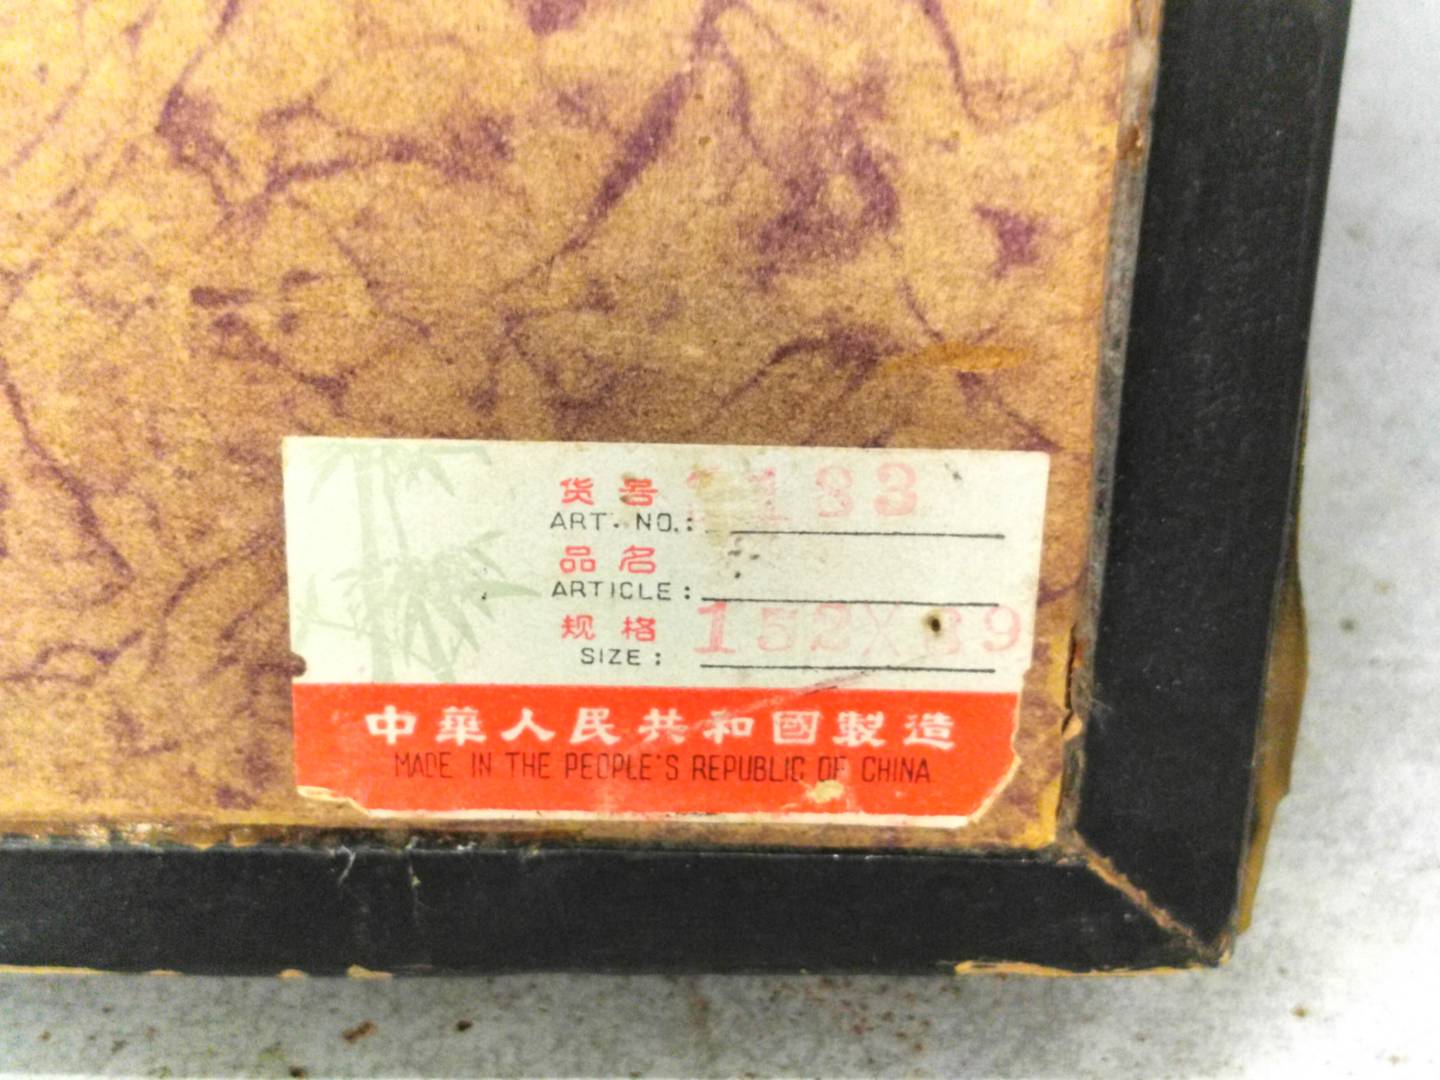 货号
ART. NO.:
品名
ARTICLE:
规格
SIZE:
中華人民共和國製造
MADE IN THE PEOPLE'S REPUBLIC OF CHINA